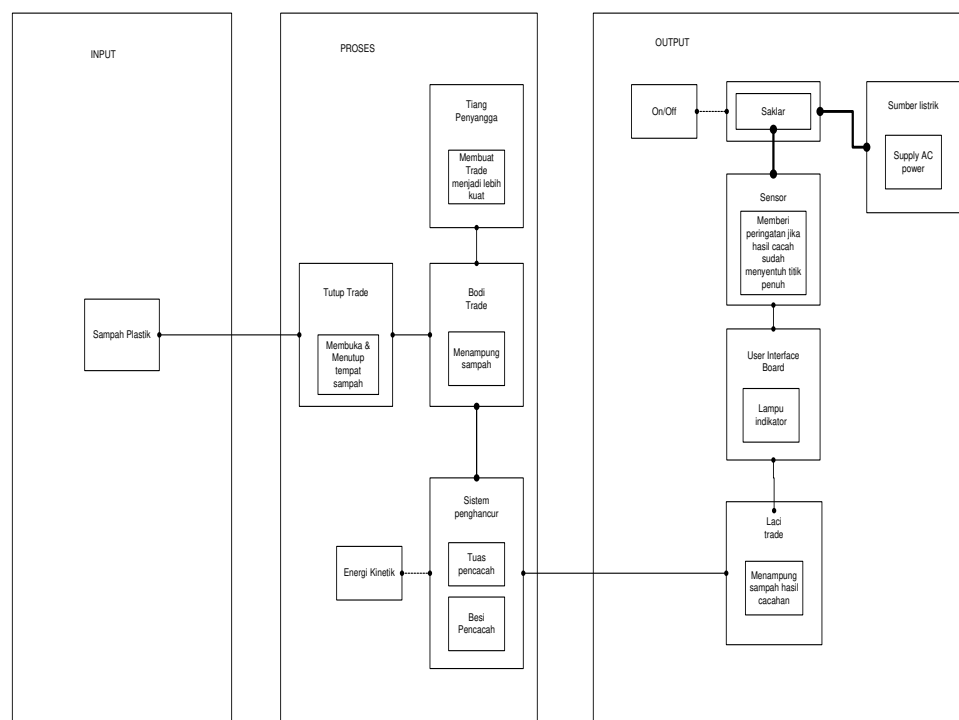 INPUT
Sampah Plastik
PROSES
Tiang
Penyangga
Membuat
Trade
menjadi lebih
kuat
Tutup Trade
Membuka &
Menutup
tempat
sampah
Bodi
Trade
Menampung
sampah
Sistem
penghancur
Tuas
pencacah
Besi
Pencacah
Energi Kinetik
OUTPUT
On/Off
Saklar
Sumber listrik
Supply AC
power
Sensor
Memberi
peringatan jika
hasil cacah
sudah
menyentuh titik
penuh
User Interface
Board
Lampu
indikator
Laci
trade
Menampung
sampah hasil
cacahan